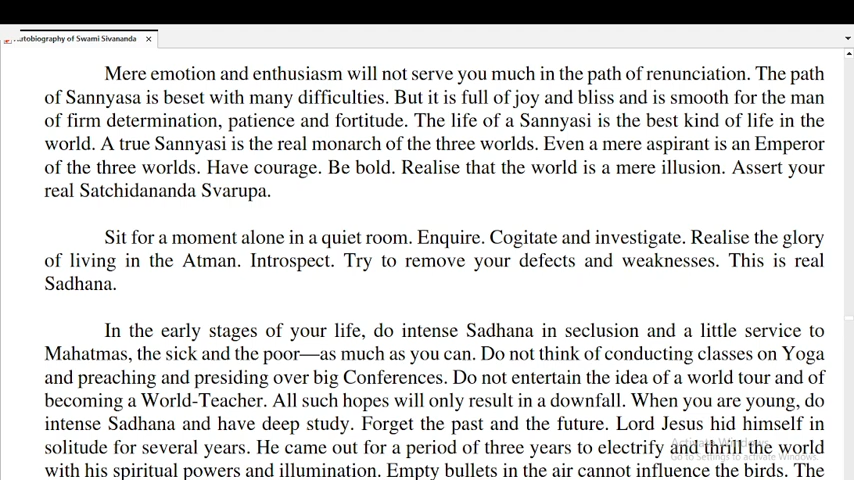 Autobiography of Swami Sivananda
Mere emotion and enthusiasm will not serve you much in the path of renunciation. The path
of Sannyasa is beset with many difficulties. But it is full of joy and bliss and is smooth for the man
of firm determination, patience and fortitude. The life of a Sannyasi is the best kind of life in the
world. A true Sannyasi is the real monarch of the three worlds. Even a mere aspirant is an Emperor
of the three worlds. Have courage. Be bold. Realise that the world is a mere illusion. Assert your
real Satchidananda Svarupa.
Sit for a moment alone in a quiet room. Enquire. Cogitate and investigate. Realise the glory
of living in the Atman. Introspect. Try to remove your defects and weaknesses. This is real
Sadhana.
In the early stages of your life, do intense Sadhana in seclusion and a little service to
Mahatmas, the sick and the poor—as much as you can. Do not think of conducting classes on Yoga
and preaching and presiding over big Conferences. Do not entertain the idea of a world tour and of
becoming a World-Teacher. All such hopes will only result in a downfall. When you are young, do
intense Sadhana and have deep study. Forget the past and the future. Lord Jesus hid himself in
solitude for several years. He came out for a period of three years to electrify and thrill the world
with his spiritual powers and illumination. Empty bullets in the air cannot influence the birds. The
Activate Windows
Go to Settings to activate Windows.